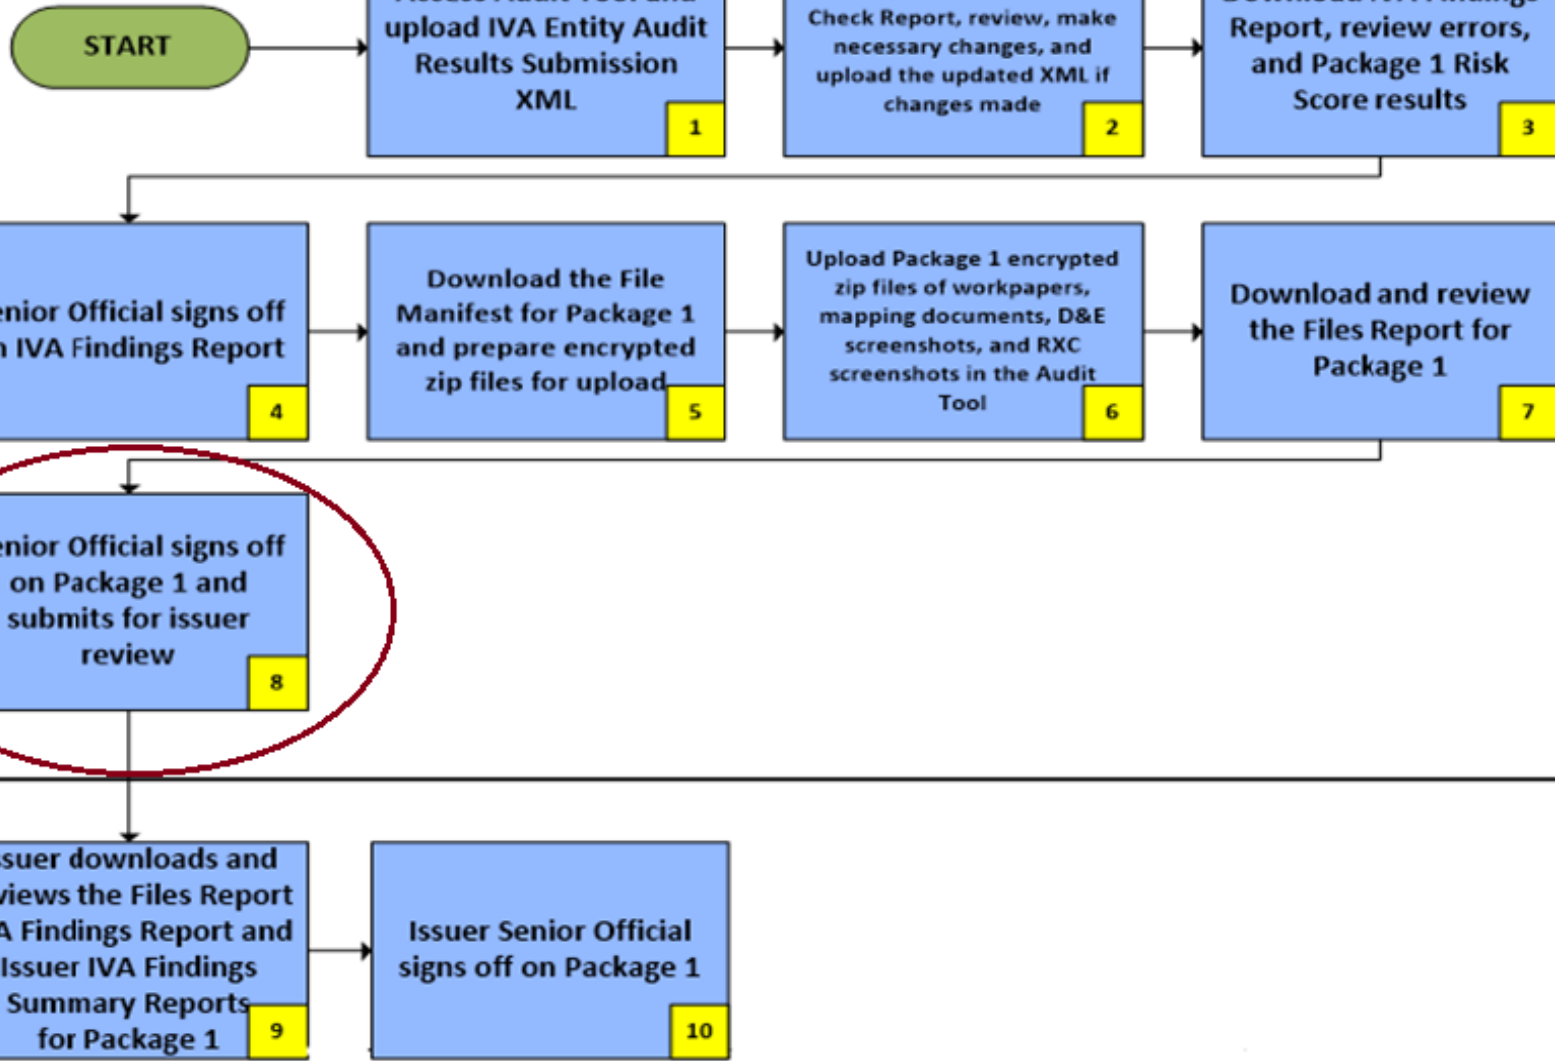 START
upload IVA Entity Audit
Results Submission
XML
1
Check Report, review, make
necessary changes, and
upload the updated XML if
changes made
2
Report, review errors,
and Package 1 Risk
Score results
3
Official signs off
IVA Findings Report
4
Download the File
Manifest for Package 1
and prepare encrypted
zip files for upload
5
Upload Package 1 encrypted
zip files of workpapers,
mapping documents, D&E
screenshots, and RXC
screenshots in the Audit
Tool
6
Download and review
the Files Report for
Package 1
7
Official signs off
on Package 1 and
submits for issuer
review
8
downloads and
the Files Report
Findings Report and
Issuer IVA Findings
Summary Reports
for Package 1
9
Issuer Senior Official
signs off on Package 1
10